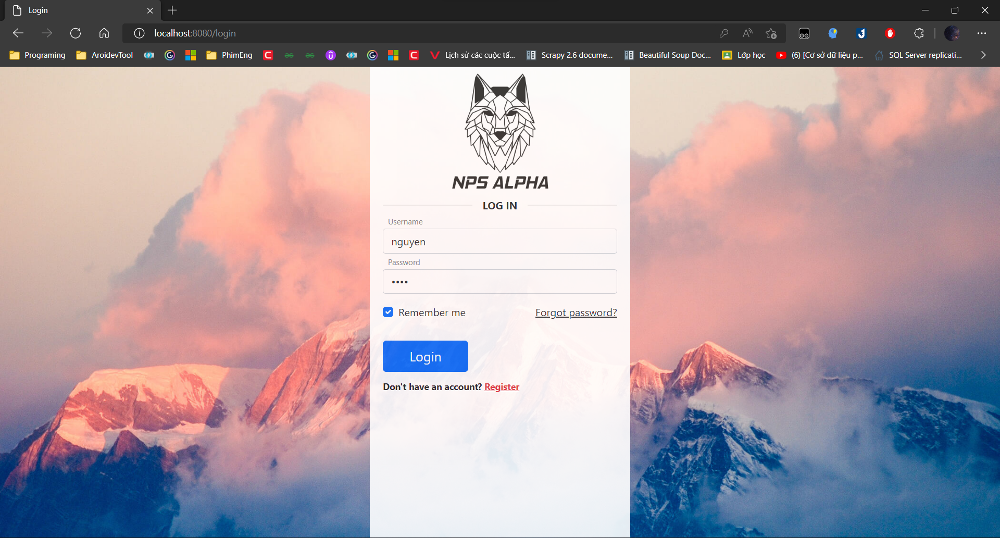 Login
localhost:8080/login
Programing
AroidevTool
PhimEng
Lịch sử các cuộc tấ...
Scrapy 2.6 docume...
Beautiful Soup Doc...
Lớp học
(6) [Cơ sở dữ liệu p...
SQL Server replicati...
NPS ALPHA
LOG IN
Username
nguyen
Password
••••
Remember me
Forgot password?
Login
Don't have an account? Register